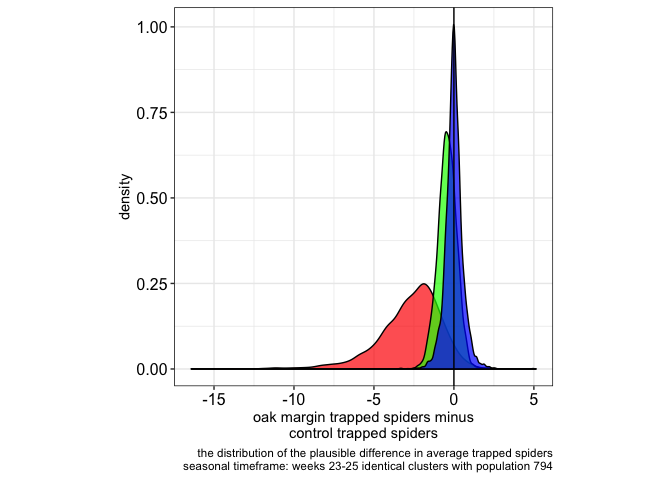 1.00
0.75
0.50
0.25
0.00
density
-15 -10 -5 0 5
oak margin trapped spiders minus
control trapped spiders
the distribution of the plausible difference in average trapped spiders
seasonal timeframe: weeks 23-25 identical clusters with population 794